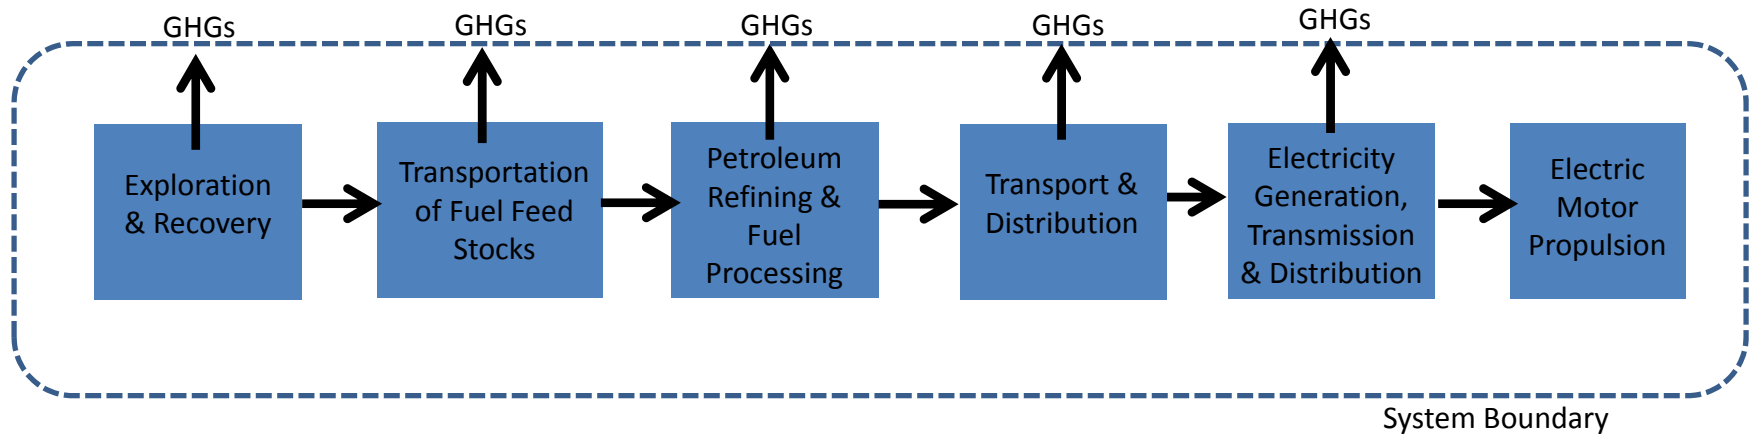 GHGs
GHGs
GHGs
GHGs
GHGs
Exploration
& Recovery
Transportation
of Fuel Feed
Stocks
Petroleum
Refining &
Fuel
Processing
Transport &
Distribution
Electricity
Generation,
Transmission
& Distribution
Electric
Motor
Propulsion
System Boundary